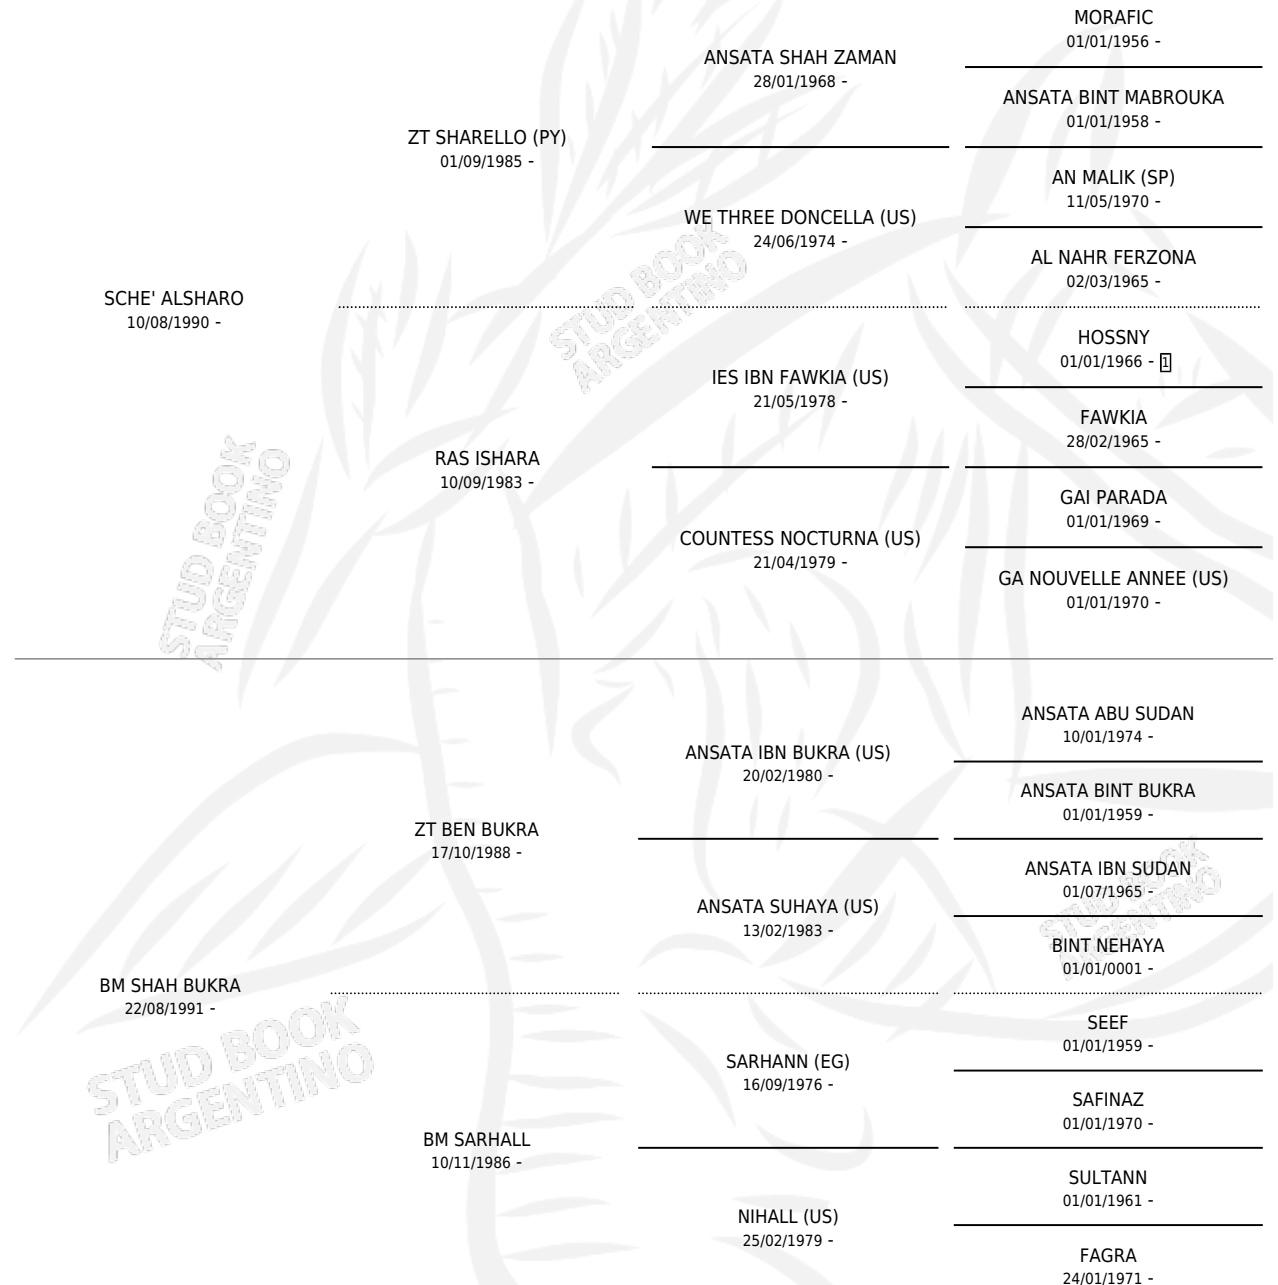 MORAFIC
01/01/1956 -
ANSATA SHAH ZAMAN
28/01/1968 -
ANSATA BINT MABROUKA
01/01/1958 -
ZT SHARELLO (PY)
01/09/1985 -
AN MALIK (SP)
11/05/1970 -
WE THREE DONCELLA (US)
24/06/1974 -
AL NAHR FERZONA
02/03/1965 -
SCHE' ALSHARO
10/08/1990 -
STUD BOOK
ARGENTINO
HOSSNY
01/01/1966 - 1
IES IBN FAWKIA (US)
21/05/1978 -
FAWKIA
28/02/1965 -
RAS ISHARA
10/09/1983 -
GAI PARADA
01/01/1969 -
COUNTESS NOCTURNA (US)
21/04/1979 -
GA NOUVELLE ANNEE (US)
01/01/1970 -
STUD BOOK
ARGENTINO
ANSATA ABU SUDAN
10/01/1974 -
ANSATA IBN BUKRA (US)
20/02/1980 -
ANSATA BINT BUKRA
01/01/1959 -
ZT BEN BUKRA
17/10/1988 -
ANSATA IBN SUDAN
01/07/1965 -
ANSATA SUHAYA (US)
13/02/1983 -
STUD BOOK
ARGENTINO
BINT NEHAYA
01/01/0001 -
BM SHAH BUKRA
22/08/1991 -
STUD BOOK
ARGENTINO
SEEF
01/01/1959 -
SARHANN (EG)
16/09/1976 -
SAFINAZ
01/01/1970 -
BM SARHALL
10/11/1986 -
SULTANN
01/01/1961 -
NIHALL (US)
25/02/1979 -
FAGRA
24/01/1971 -